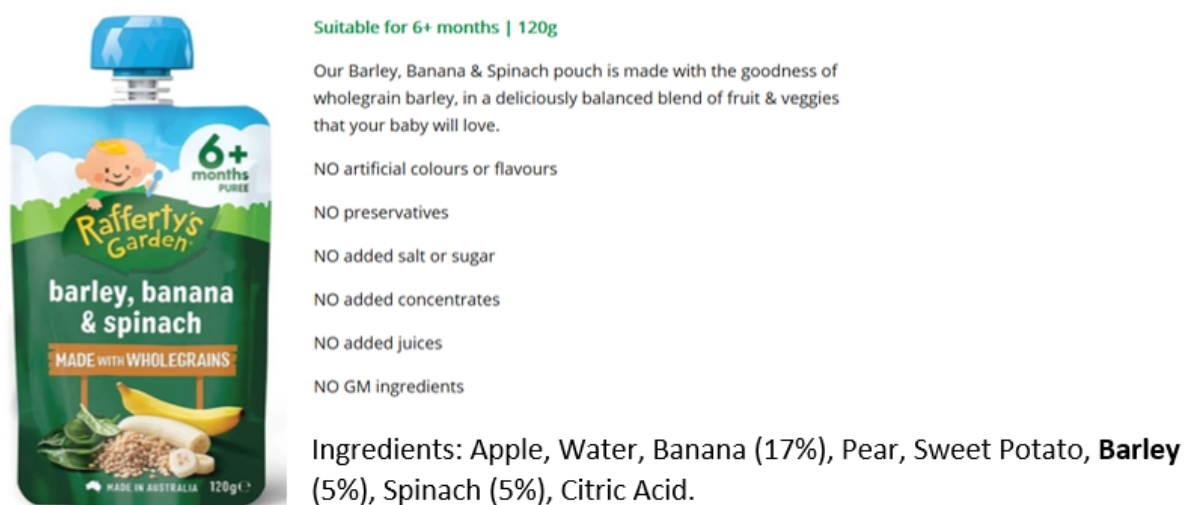 6+
months
PUREE
Rafferty's
Garden
barley, banana
& spinach
MADE WITH WHOLEGRAINS
MADE IN AUSTRALIA 120g℮
Suitable for 6+ months | 120g
Our Barley, Banana & Spinach pouch is made with the goodness of
wholegrain barley, in a deliciously balanced blend of fruit & veggies
that your baby will love.
NO artificial colours or flavours
NO preservatives
NO added salt or sugar
NO added concentrates
NO added juices
NO GM ingredients
Ingredients: Apple, Water, Banana (17%), Pear, Sweet Potato, Barley
(5%), Spinach (5%), Citric Acid.